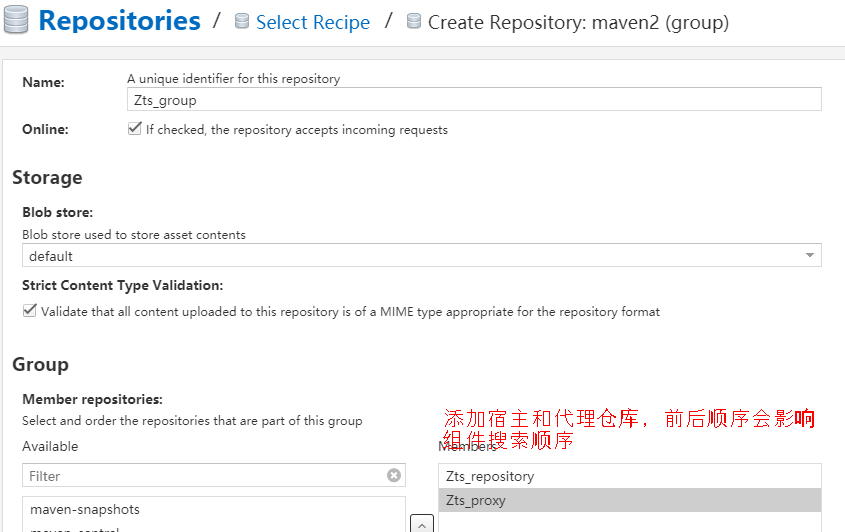 Repositories / Select Recipe / Create Repository: maven2 (group)
Name:
A unique identifier for this repository
Zts_group
Online:
If checked, the repository accepts incoming requests
Storage
Blob store:
Blob store used to store asset contents
default
Strict Content Type Validation:
Validate that all content uploaded to this repository is of a MIME type appropriate for the repository format
Group
Member repositories:
Select and order the repositories that are part of this group
添加宿主和代理仓库，前后顺序会影响
组件搜索顺序
Available
Members
Filter
Zts_repository
Zts_proxy
maven-snapshots
maven-central